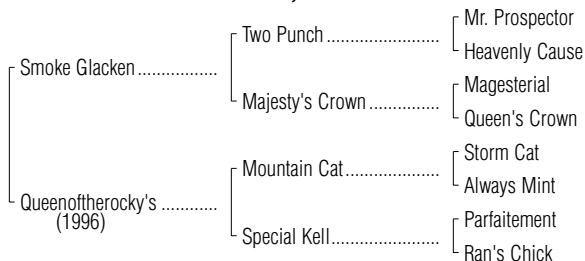 Mr. Prospector
Two Punch
Heavenly Cause
Smoke Glacken
Magesterial
Majesty's Crown
Queen's Crown
Storm Cat
Mountain Cat
Always Mint
Queenoftherocky's
(1996)
Parfaitement
Special Kell
Ran's Chick